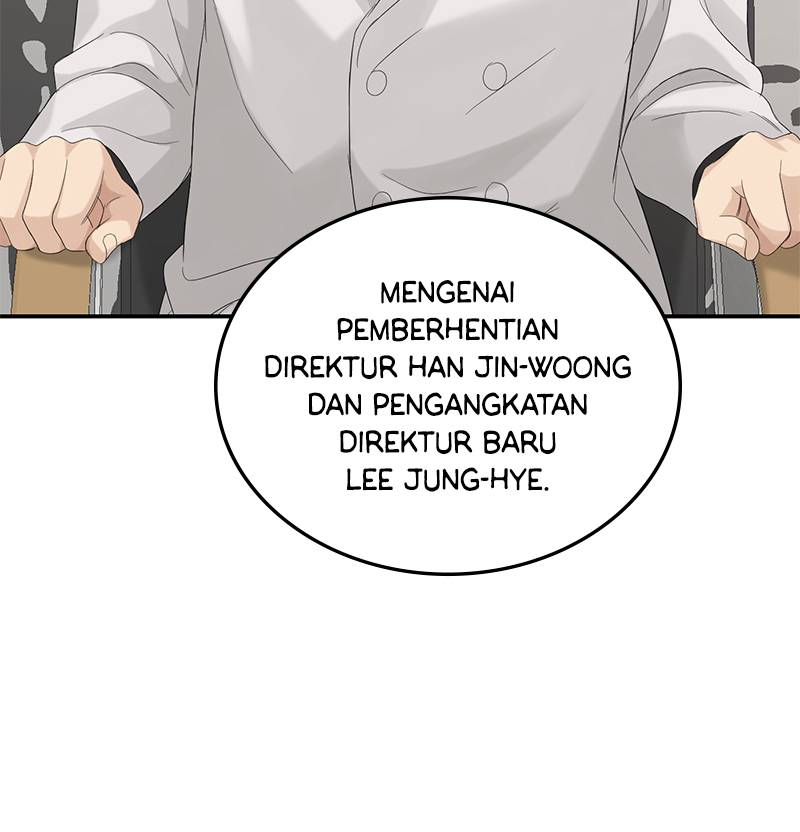 MENGENAI
PEMBERHENTIAN
DIREKTUR HAN JIN-WOONG
DAN PENGANGKATAN
DIREKTUR BARU
LEE JUNG-HYE.